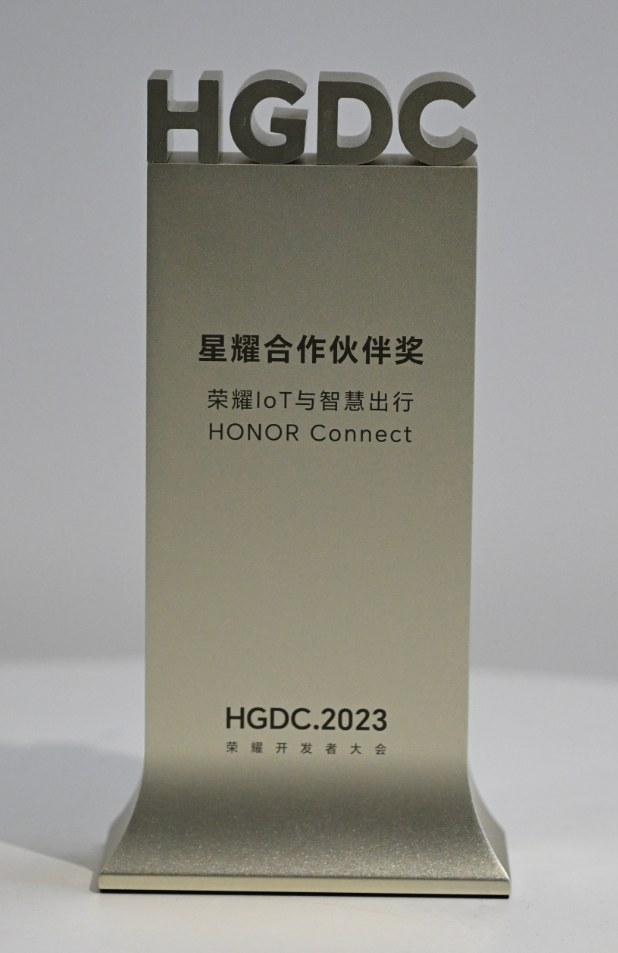 HGDC
星耀合作伙伴奖
荣耀IoT与智慧出行
HONOR Connect
HGDC.2023
荣耀开发者大会